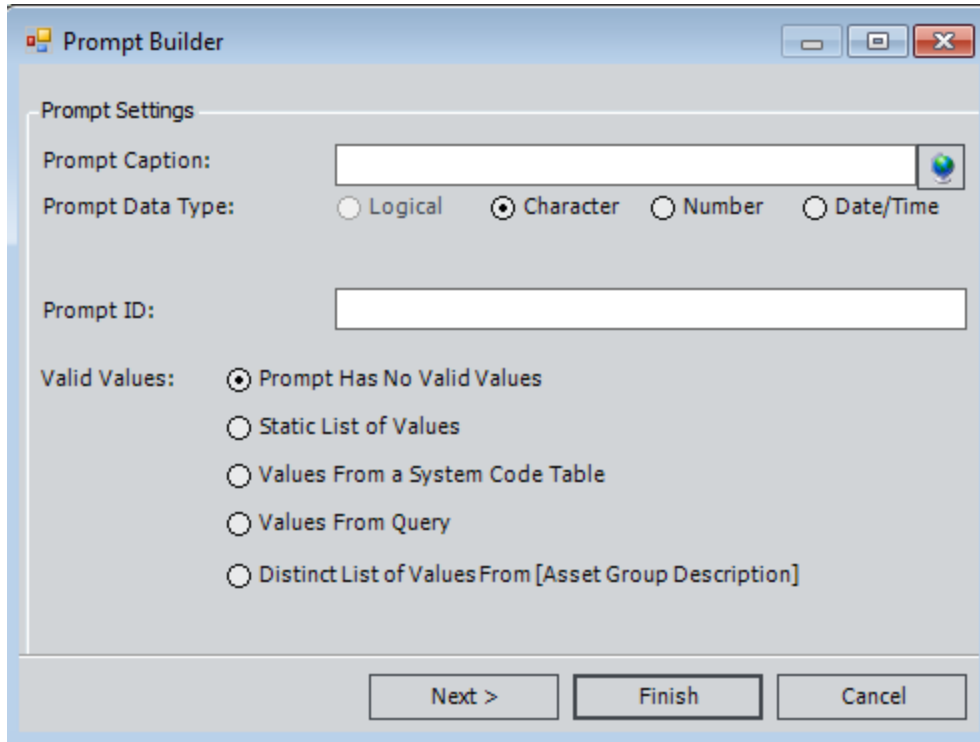 Prompt Builder
Prompt Settings
Prompt Caption:
Prompt Data Type: Logical Character Number Date/Time
Prompt ID:
Valid Values: Prompt Has No Valid Values
Static List of Values
Values From a System Code Table
Values From Query
Distinct List of Values From [Asset Group Description]
Next > Finish Cancel